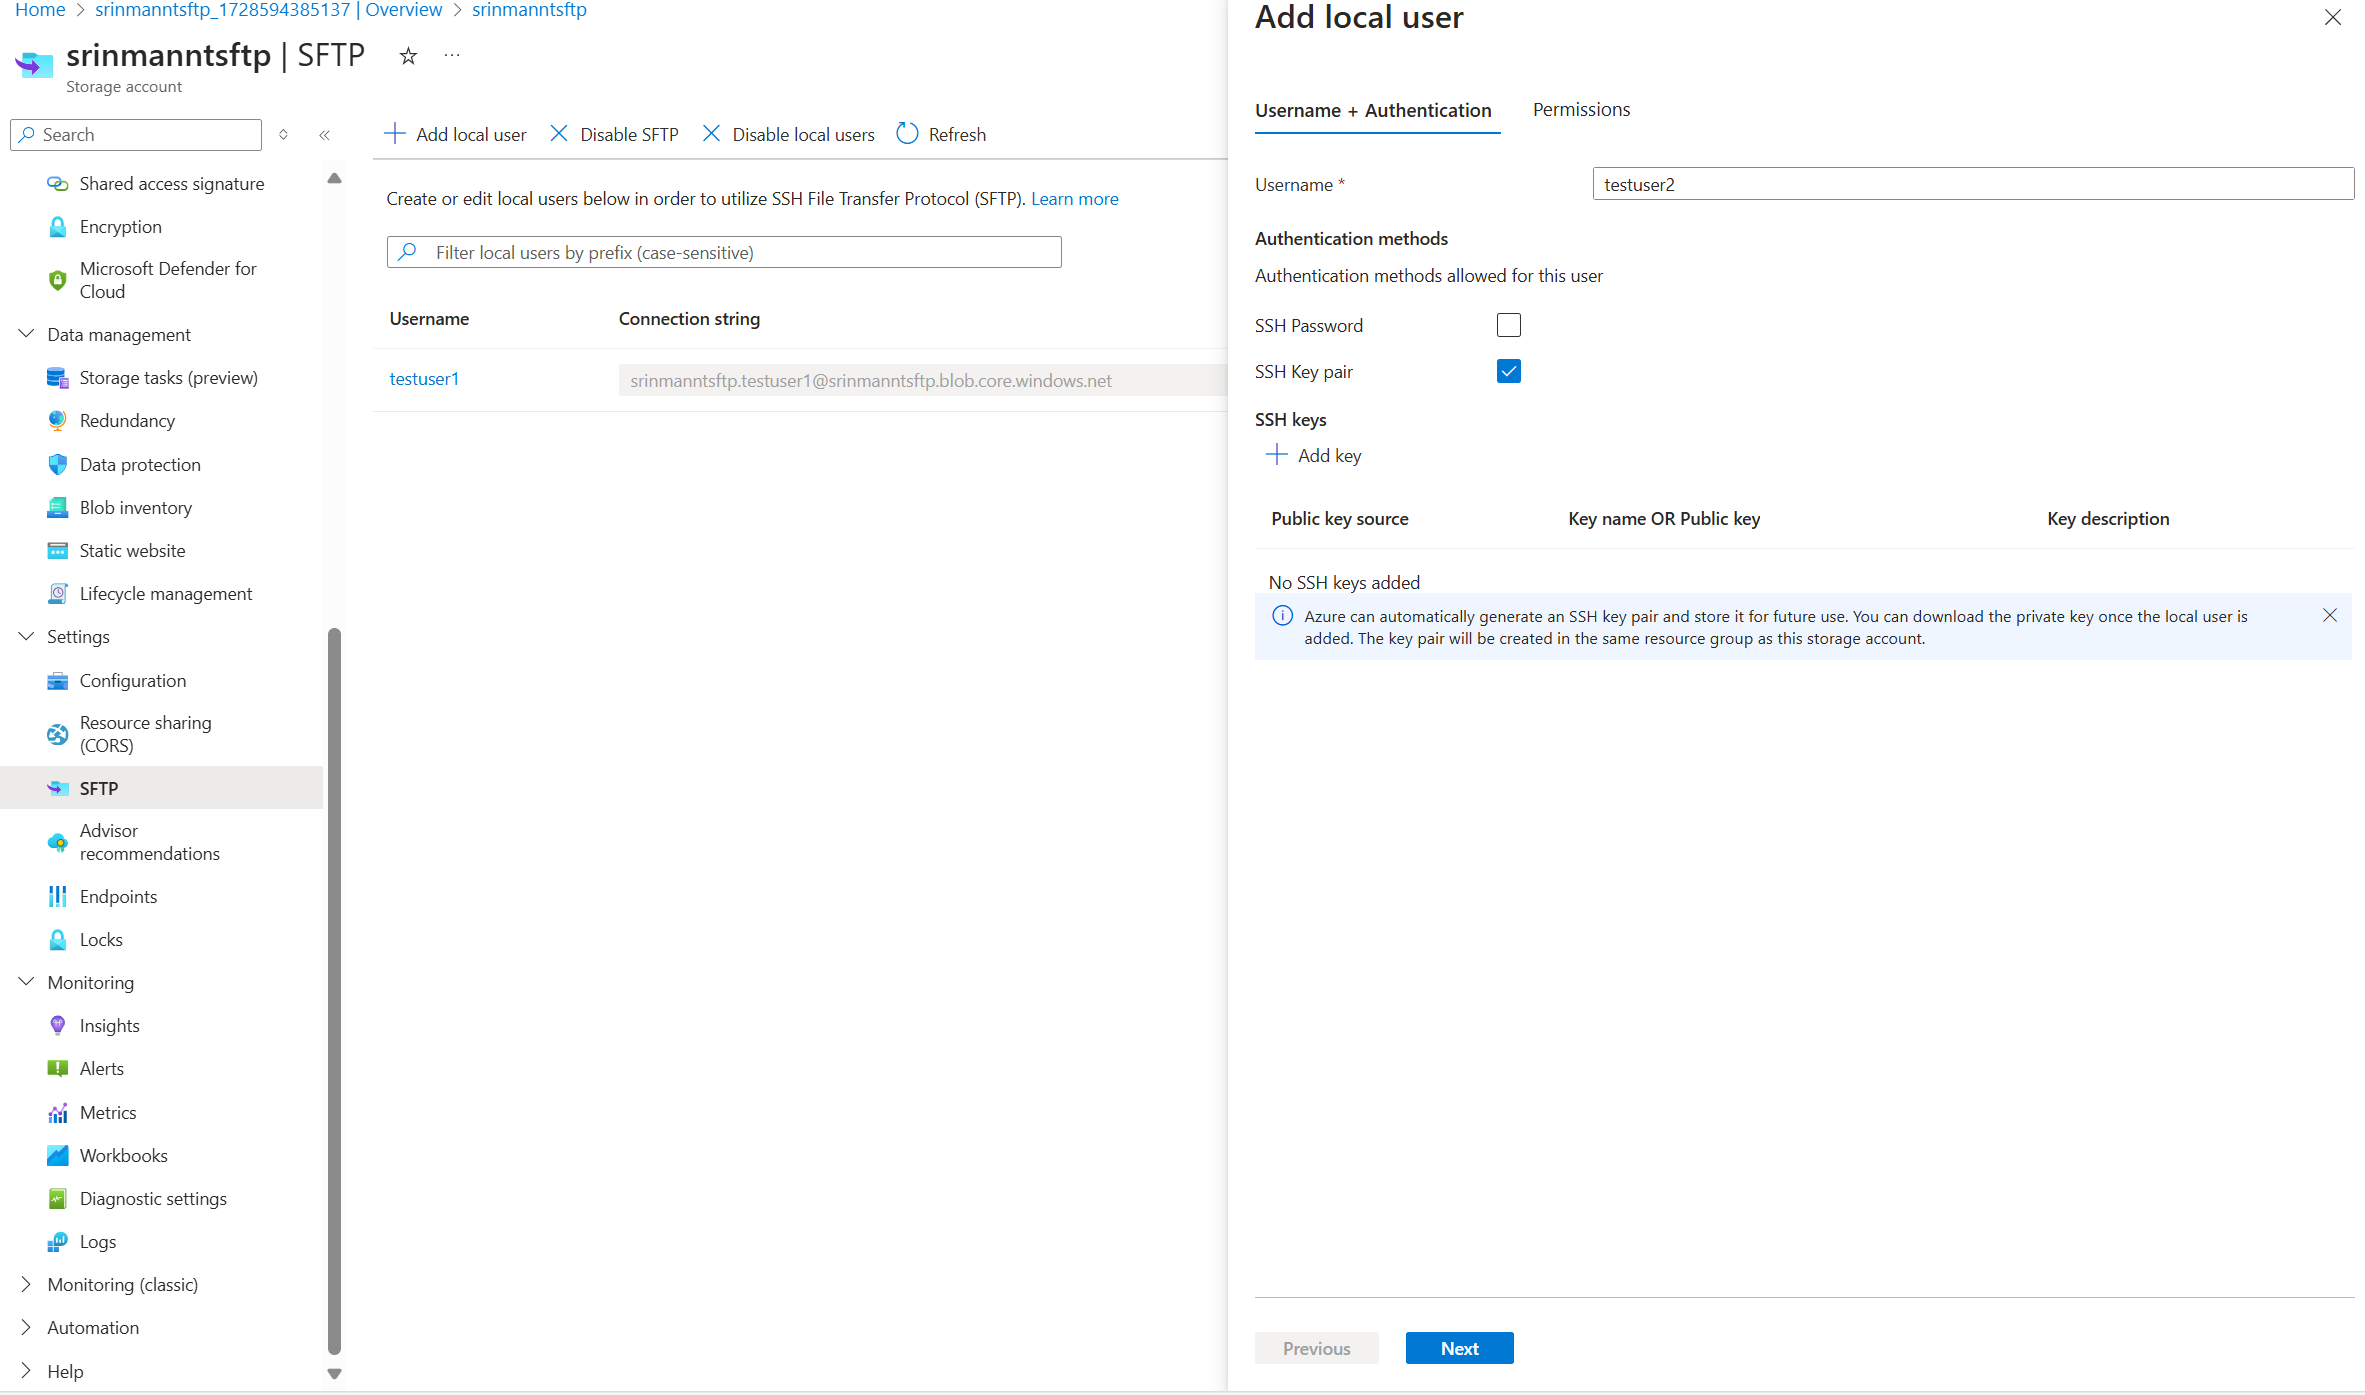 Home > srinmanntsftp_1728594385137 | Overview > srinmanntsftp
srinmanntsftp | SFTP
Storage account
Search
Shared access signature
Encryption
Microsoft Defender for
Cloud
Data management
Storage tasks (preview)
Redundancy
Data protection
Blob inventory
Static website
Lifecycle management
Settings
Configuration
Resource sharing
(CORS)
SFTP
Advisor
recommendations
Endpoints
Locks
Monitoring
Insights
Alerts
Metrics
Workbooks
Diagnostic settings
Logs
Monitoring (classic)
Automation
Help
Add local user Disable SFTP Disable local users Refresh
Create or edit local users below in order to utilize SSH File Transfer Protocol (SFTP). Learn more
Filter local users by prefix (case-sensitive)
Username Connection string
testuser1 srinmanntsftp.testuser1@srinmanntsftp.blob.core.windows.net
Add local user
Username + Authentication Permissions
Username * testuser2
Authentication methods
Authentication methods allowed for this user
SSH Password
SSH Key pair
SSH keys
Add key
Public key source Key name OR Public key Key description
No SSH keys added
Azure can automatically generate an SSH key pair and store it for future use. You can download the private key once the local user is
added. The key pair will be created in the same resource group as this storage account.
Previous Next